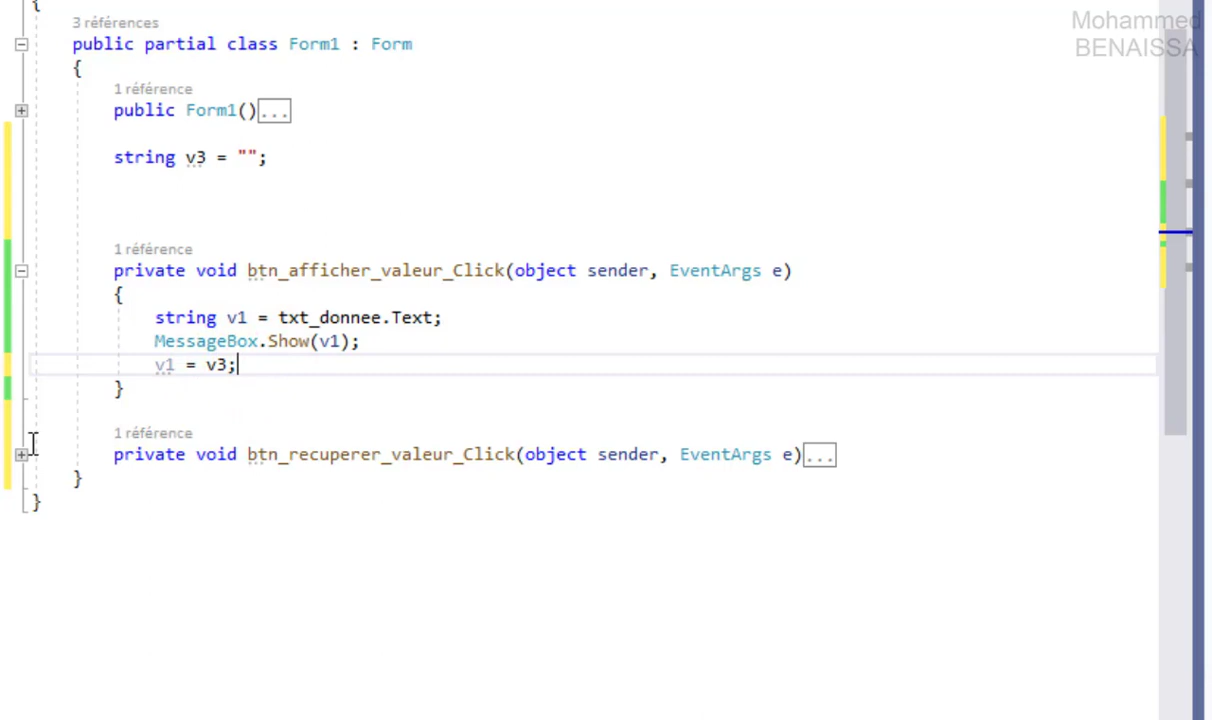 Mohammed
BENAISSA
{
3 références
public partial class Form1 : Form
{
1 référence
public Form1()...
string v3 = "";
1 référence
private void btn_afficher_valeur_Click(object sender, EventArgs e)
{
string v1 = txt_donnee.Text;
MessageBox.Show(v1);
v1 = v3;
}
1 référence
private void btn_recuperer_valeur_Click(object sender, EventArgs e)...
}
}